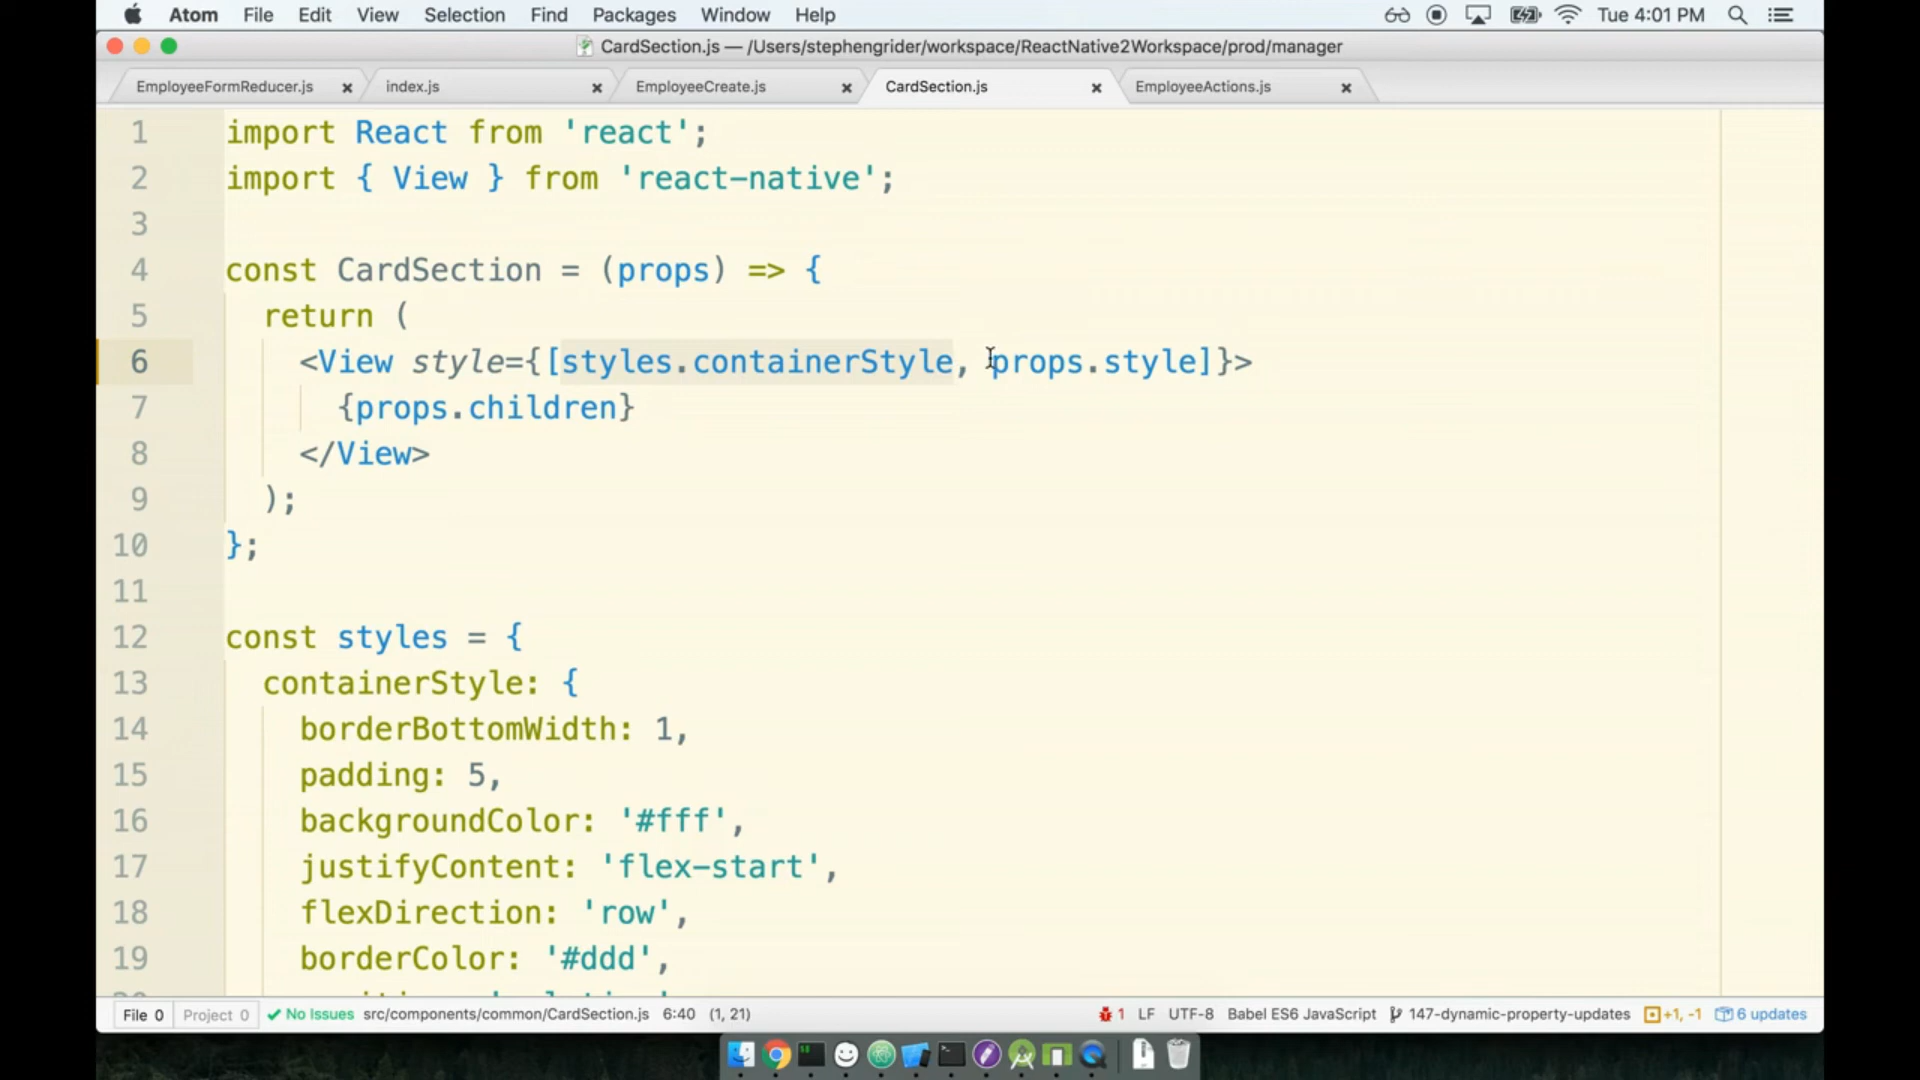 Atom File Edit View Selection Find Packages Window Help Tue 4:01 PM
CardSection.js — /Users/stephengrider/workspace/ReactNative2Workspace/prod/manager
EmployeeFormReducer.js index.js EmployeeCreate.js CardSection.js EmployeeActions.js
1 import React from 'react';
2 import { View } from 'react-native';
3
4 const CardSection = (props) => {
5 return (
6 <View style={[styles.containerStyle, props.style]}>
7 {props.children}
8 </View>
9 );
10 };
11
12 const styles = {
13 containerStyle: {
14 borderBottomWidth: 1,
15 padding: 5,
16 backgroundColor: '#fff',
17 justifyContent: 'flex-start',
18 flexDirection: 'row',
19 borderColor: '#ddd',
File 0 Project 0 No Issues src/components/common/CardSection.js 6:40 (1, 21) 1 LF UTF-8 Babel ES6 JavaScript 147-dynamic-property-updates +1, -1 6 updates